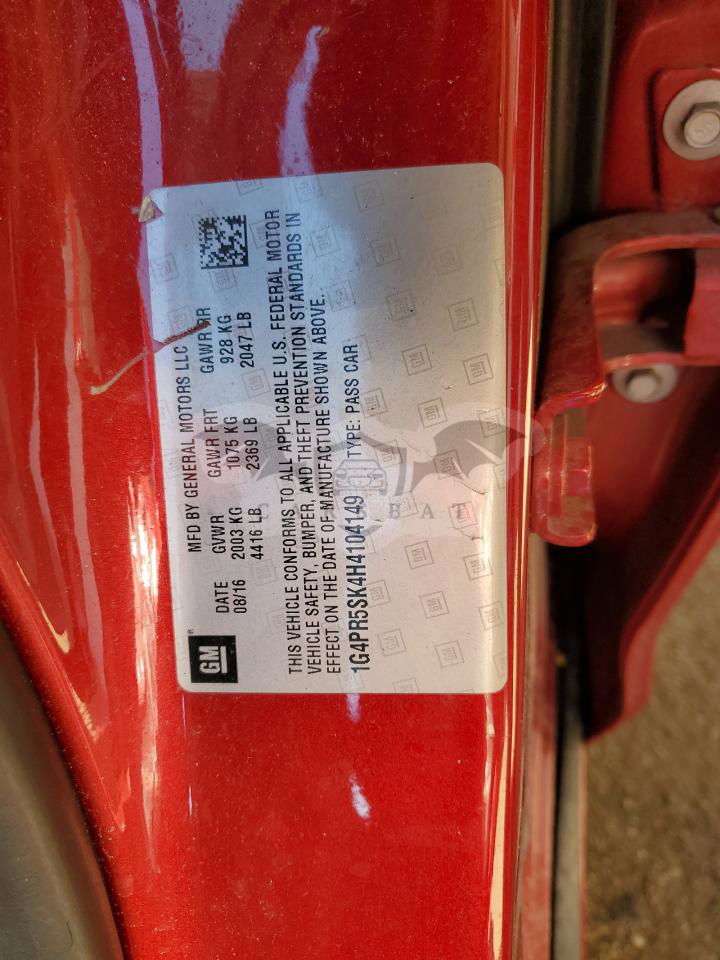 MFD BY GENERAL MOTORS LLC
DATE GVWR GAWR FRT GAWR RR
08/16 2003 KG 1075 KG 928 KG
4416 LB 2369 LB 2047 LB
GM
THIS VEHICLE CONFORMS TO ALL APPLICABLE U.S. FEDERAL MOTOR
VEHICLE SAFETY, BUMPER, AND THEFT PREVENTION STANDARDS IN
EFFECT ON THE DATE OF MANUFACTURE SHOWN ABOVE.
1G4PR5SK4H4104149 TYPE: PASS CAR
CARSBAT